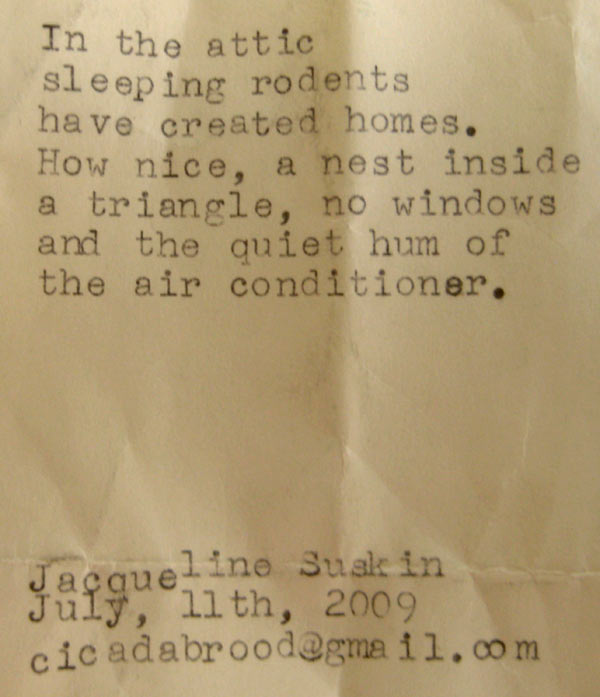 In the attic
sleeping rodents
have created homes.
How nice, a nest inside
a triangle, no windows
and the quiet hum of
the air conditioner.
Jacqueline Suskin
July, 11th, 2009
cicadabrood@gmail.com